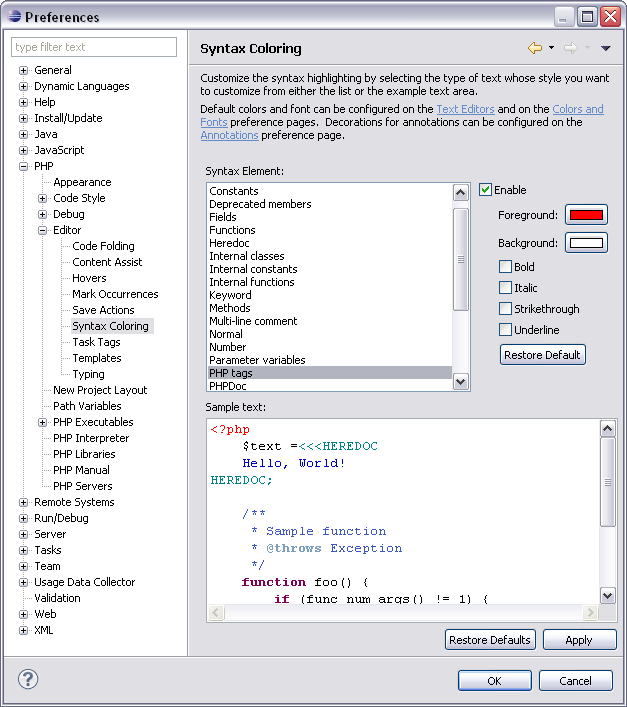 Preferences
type filter text
General
Dynamic Languages
Help
Install/Update
Java
JavaScript
PHP
Appearance
Code Style
Debug
Editor
Code Folding
Content Assist
Hovers
Mark Occurrences
Save Actions
Syntax Coloring
Task Tags
Templates
Typing
New Project Layout
Path Variables
PHP Executables
PHP Interpreter
PHP Libraries
PHP Manual
PHP Servers
Remote Systems
Run/Debug
Server
Tasks
Team
Usage Data Collector
Validation
Web
XML
Syntax Coloring
Customize the syntax highlighting by selecting the type of text whose style you want
to customize from either the list or the example text area.
Default colors and font can be configured on the Text Editors and on the Colors and
Fonts preference pages. Decorations for annotations can be configured on the
Annotations preference page.
Syntax Element:
Constants
Deprecated members
Fields
Functions
Heredoc
Internal classes
Internal constants
Internal functions
Keyword
Methods
Multi-line comment
Normal
Number
Parameter variables
PHP tags
PHPDoc
Enable
Foreground:
Background:
Bold
Italic
Strikethrough
Underline
Restore Default
Sample text:
<?php
$text =<<<HEREDOC
Hello, World!
HEREDOC;
/**
* Sample function
* @throws Exception
*/
function foo() {
if (func_num_args() != 1) {
Restore Defaults
Apply
?
OK
Cancel